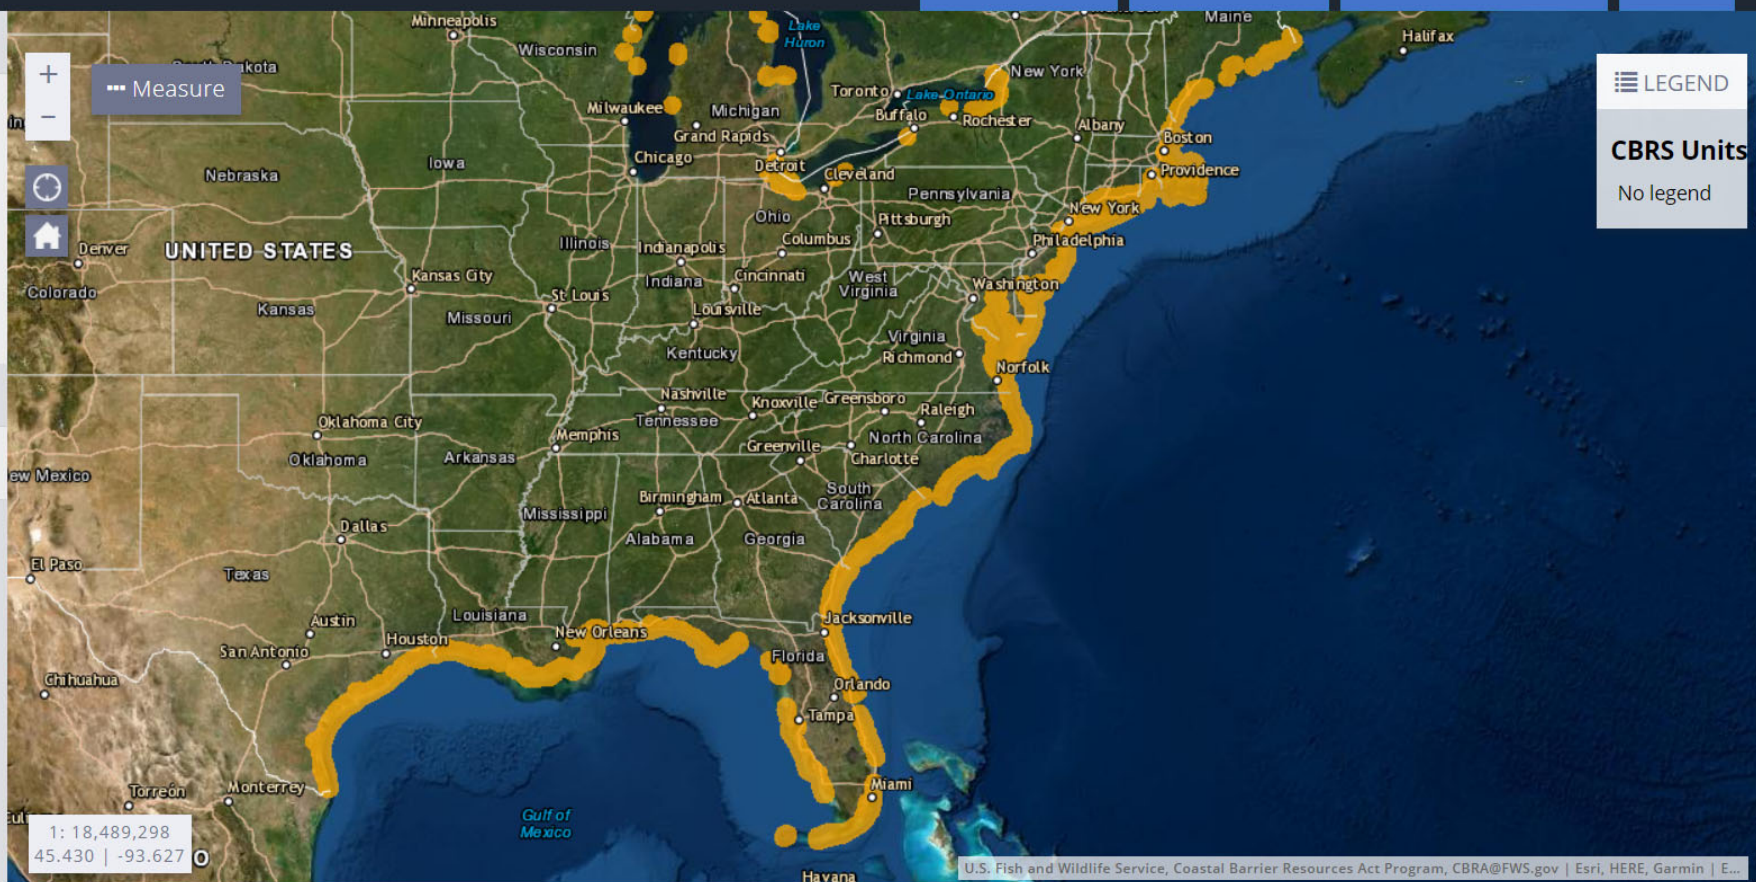 Minneapolis
Maine
Halifax
Lake
Huron
Wisconsin
New York
LEGEND
+
Measure
−
Toronto
Lake Ontario
Milwaukee
Michigan
Buffalo
Rochester
Albany
Boston
Grand Rapids
Iowa
Chicago
Detroit
Cleveland
Providence
CBRS Units
No legend
Nebraska
Pennsylvania
New York
Ohio
Pittsburgh
Denver
UNITED STATES
Illinois
Indianapolis
Columbus
Philadelphia
Kansas City
Indiana
Cincinnati
West
Virginia
Washington
Colorado
St Louis
Kansas
Missouri
Louisville
Virginia
Richmond
Kentucky
Norfolk
Nashville
Knoxville
Greensboro
Raleigh
Oklahoma City
Tennessee
Memphis
North Carolina
Greenville
Charlotte
Oklahoma
Arkansas
ew Mexico
South
Carolina
Birmingham
Atlanta
Mississippi
Dallas
Alabama
Georgia
El Paso
Texas
Louisiana
Austin
Jacksonville
Houston
New Orleans
San Antonio
Florida
Chihuahua
Orlando
Tampa
Miami
Torreón
Monterrey
Gulf of
Mexico
1: 18,489,298
45.430 | -93.627
O
U.S. Fish and Wildlife Service, Coastal Barrier Resources Act Program, CBRA@FWS.gov | Esri, HERE, Garmin | E...
Havana